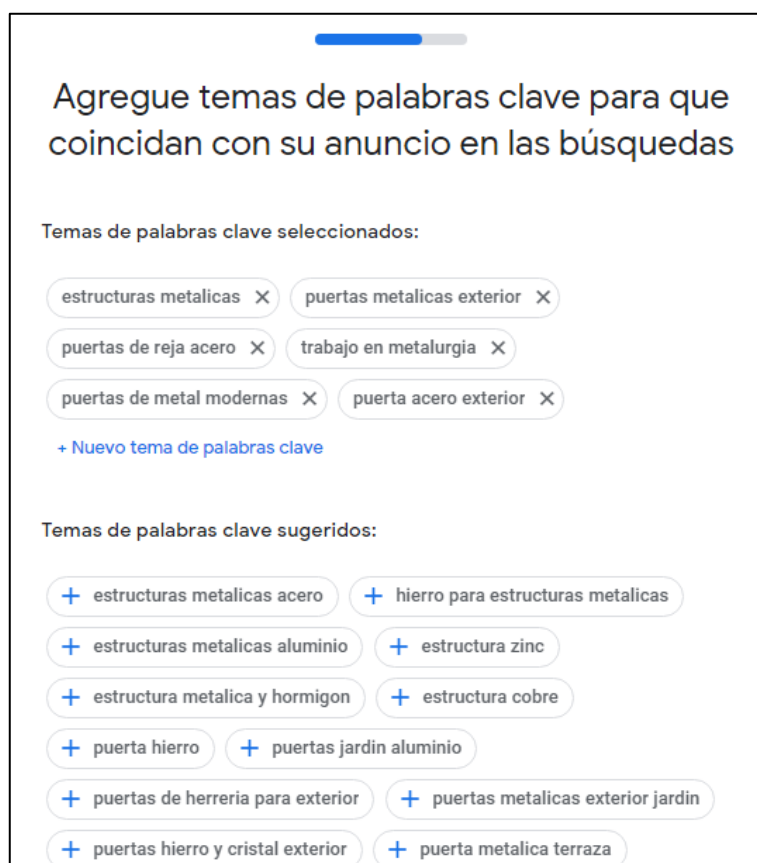 Agregue temas de palabras clave para que
coincidan con su anuncio en las búsquedas
Temas de palabras clave seleccionados:
estructuras metalicas × puertas metalicas exterior ×
puertas de reja acero × trabajo en metalurgia ×
puertas de metal modernas × puerta acero exterior ×
+ Nuevo tema de palabras clave
Temas de palabras clave sugeridos:
+ estructuras metalicas acero + hierro para estructuras metalicas
+ estructuras metalicas aluminio + estructura zinc
+ estructura metalica y hormigon + estructura cobre
+ puerta hierro + puertas jardin aluminio
+ puertas de herreria para exterior + puertas metalicas exterior jardin
+ puertas hierro y cristal exterior + puerta metalica terraza